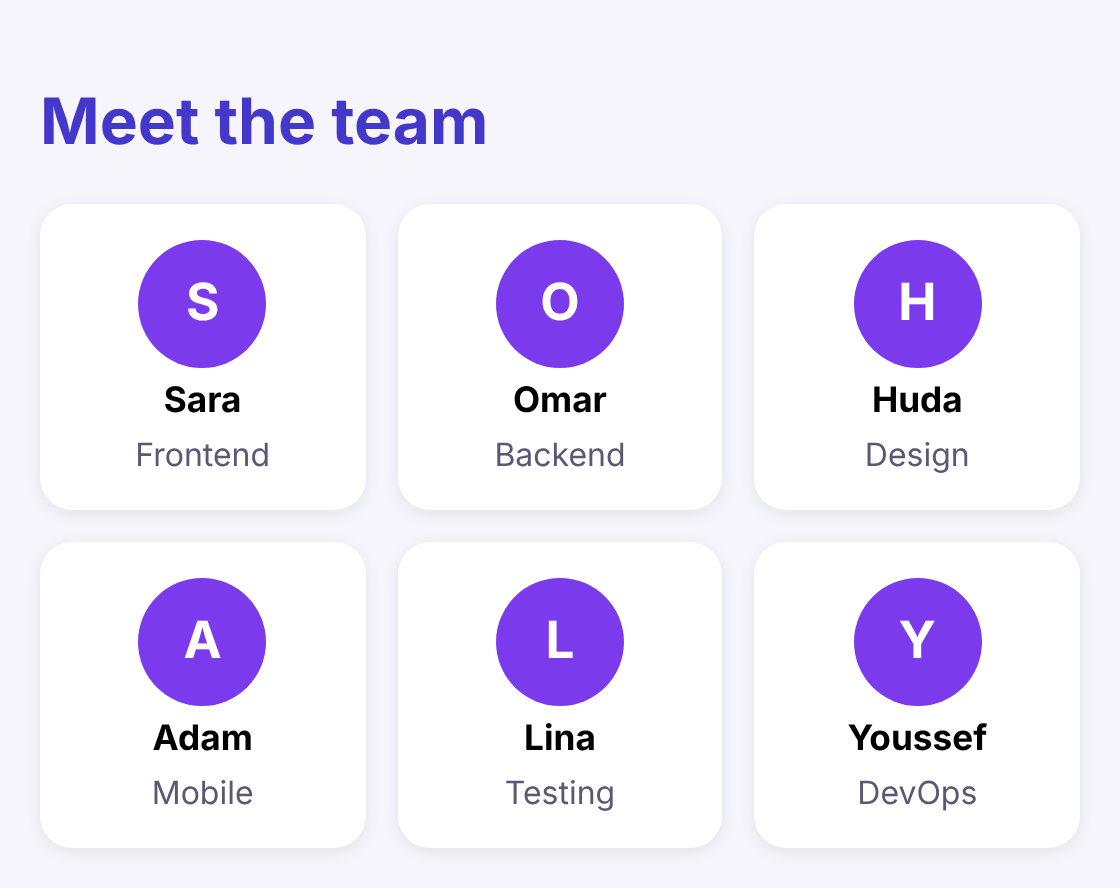 Meet the team
S
Sara
Frontend
O
Omar
Backend
H
Huda
Design
A
Adam
Mobile
L
Lina
Testing
Y
Youssef
DevOps